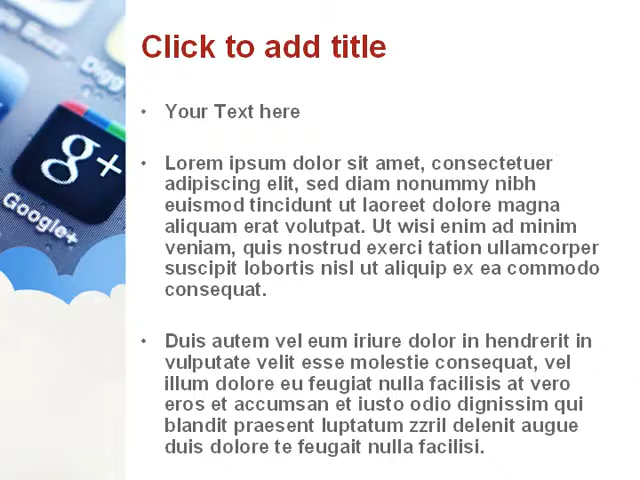 Click to add title
• Your Text here
• Lorem ipsum dolor sit amet, consectetuer
adipiscing elit, sed diam nonummy nibh
euismod tincidunt ut laoreet dolore magna
aliquam erat volutpat. Ut wisi enim ad minim
veniam, quis nostrud exerci tation ullamcorper
suscipit lobortis nisl ut aliquip ex ea commodo
consequat.
• Duis autem vel eum iriure dolor in hendrerit in
vulputate velit esse molestie consequat, vel
illum dolore eu feugiat nulla facilisis at vero
eros et accumsan et iusto odio dignissim qui
blandit praesent luptatum zzril delenit augue
duis dolore te feugait nulla facilisi.
Buzz
Digg
g+
Google+